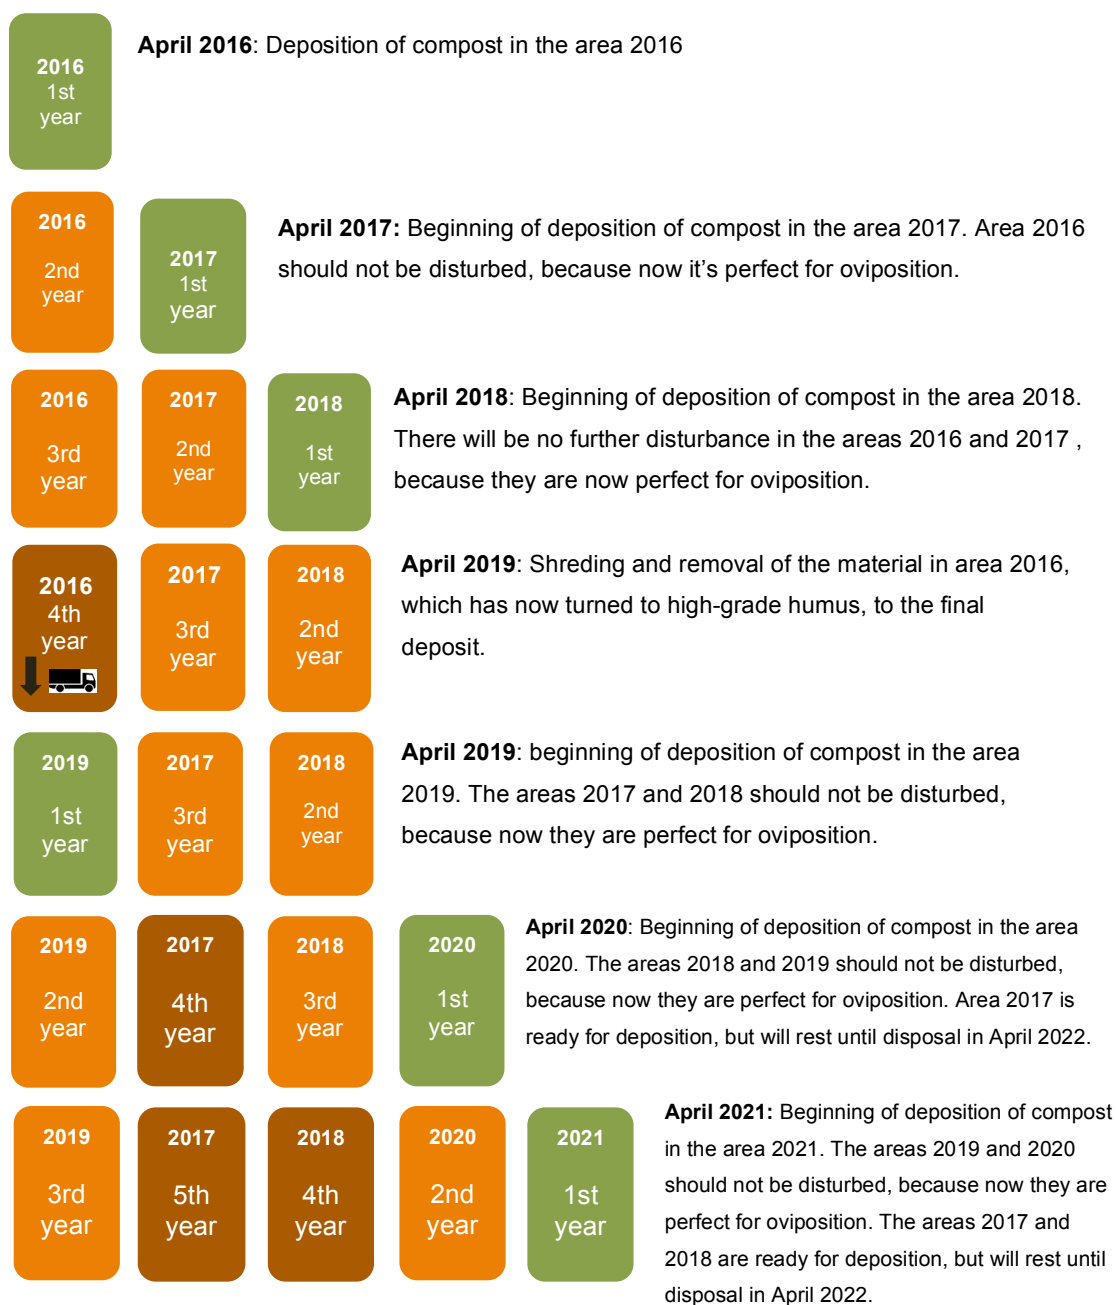 2016
1st
year
April 2016: Deposition of compost in the area 2016
2016
2nd
year
2017
1st
year
April 2017: Beginning of deposition of compost in the area 2017. Area 2016
should not be disturbed, because now it’s perfect for oviposition.
2016
3rd
year
2017
2nd
year
2018
1st
year
April 2018: Beginning of deposition of compost in the area 2018.
There will be no further disturbance in the areas 2016 and 2017 ,
because they are now perfect for oviposition.
2016
4th
year
2017
3rd
year
2018
2nd
year
April 2019: Shreding and removal of the material in area 2016,
which has now turned to high-grade humus, to the final
deposit.
2019
1st
year
2017
3rd
year
2018
2nd
year
April 2019: beginning of deposition of compost in the area
2019. The areas 2017 and 2018 should not be disturbed,
because now they are perfect for oviposition.
2019
2nd
year
2017
4th
year
2018
3rd
year
2020
1st
year
April 2020: Beginning of deposition of compost in the area
2020. The areas 2018 and 2019 should not be disturbed,
because now they are perfect for oviposition. Area 2017 is
ready for deposition, but will rest until disposal in April 2022.
2019
3rd
year
2017
5th
year
2018
4th
year
2020
2nd
year
2021
1st
year
April 2021: Beginning of deposition of compost
in the area 2021. The areas 2019 and 2020
should not be disturbed, because now they are
perfect for oviposition. The areas 2017 and
2018 are ready for deposition, but will rest until
disposal in April 2022.